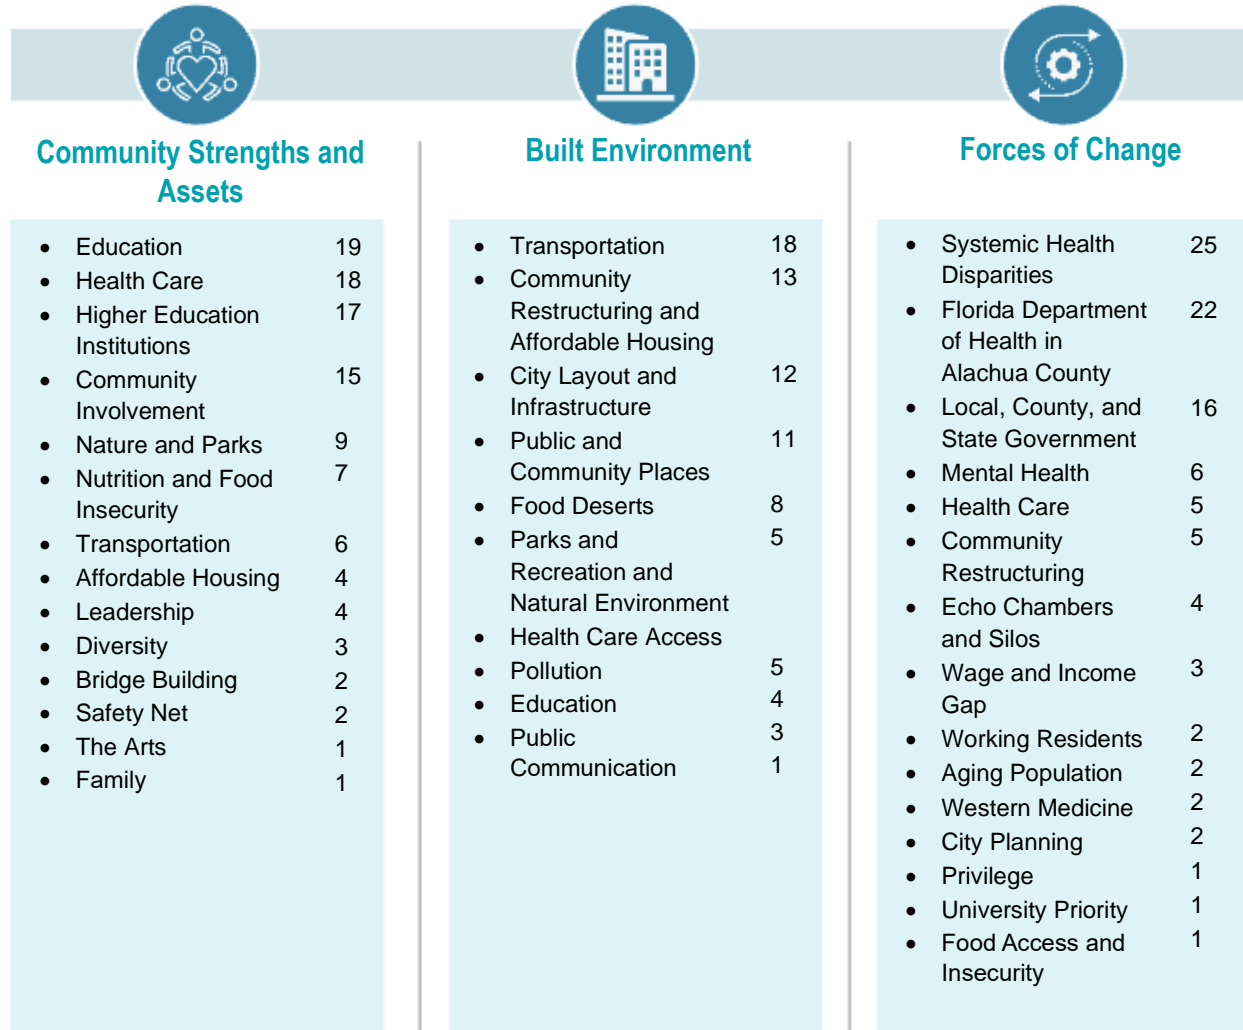 Community Strengths and
Assets
• Education 19
• Health Care 18
• Higher Education 17
Institutions
• Community 15
Involvement
• Nature and Parks 9
• Nutrition and Food 7
Insecurity
• Transportation 6
• Affordable Housing 4
• Leadership 4
• Diversity 3
• Bridge Building 2
• Safety Net 2
• The Arts 1
• Family 1
Built Environment
• Transportation 18
• Community 13
Restructuring and
Affordable Housing
• City Layout and 12
Infrastructure
• Public and 11
Community Places
• Food Deserts 8
• Parks and 5
Recreation and
Natural Environment
• Health Care Access
• Pollution 5
• Education 4
• Public 3
Communication 1
Forces of Change
• Systemic Health 25
Disparities
• Florida Department 22
of Health in
Alachua County
• Local, County, and 16
State Government
• Mental Health 6
• Health Care 5
• Community 5
Restructuring
• Echo Chambers 4
and Silos
• Wage and Income 3
Gap
• Working Residents 2
• Aging Population 2
• Western Medicine 2
• City Planning 2
• Privilege 1
• University Priority 1
• Food Access and 1
Insecurity